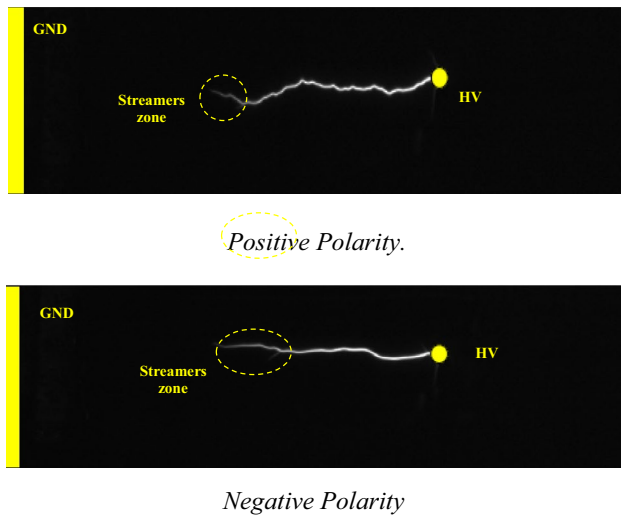 GND
Streamers
zone
HV
Positive Polarity.
GND
HV
Streamers
zone
Negative Polarity